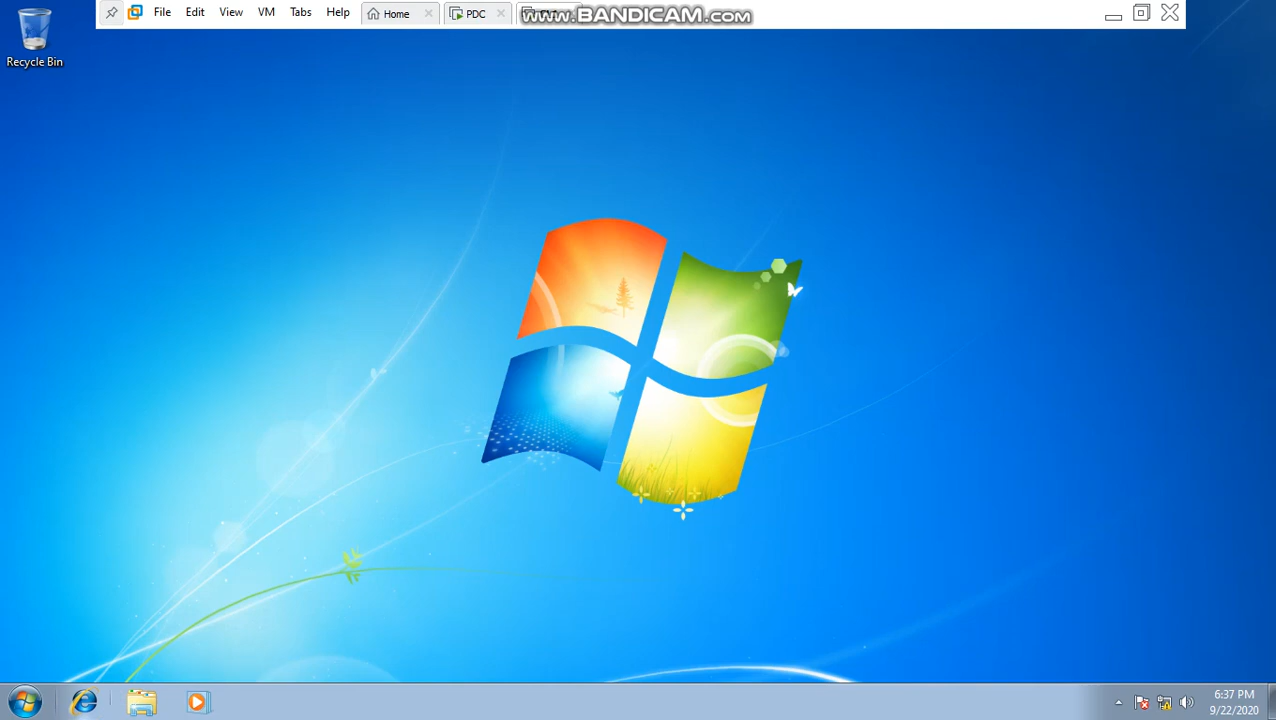 File Edit View VM Tabs Help Home PDC
www.BANDICAM.com
Recycle Bin
6:37 PM
9/22/2020